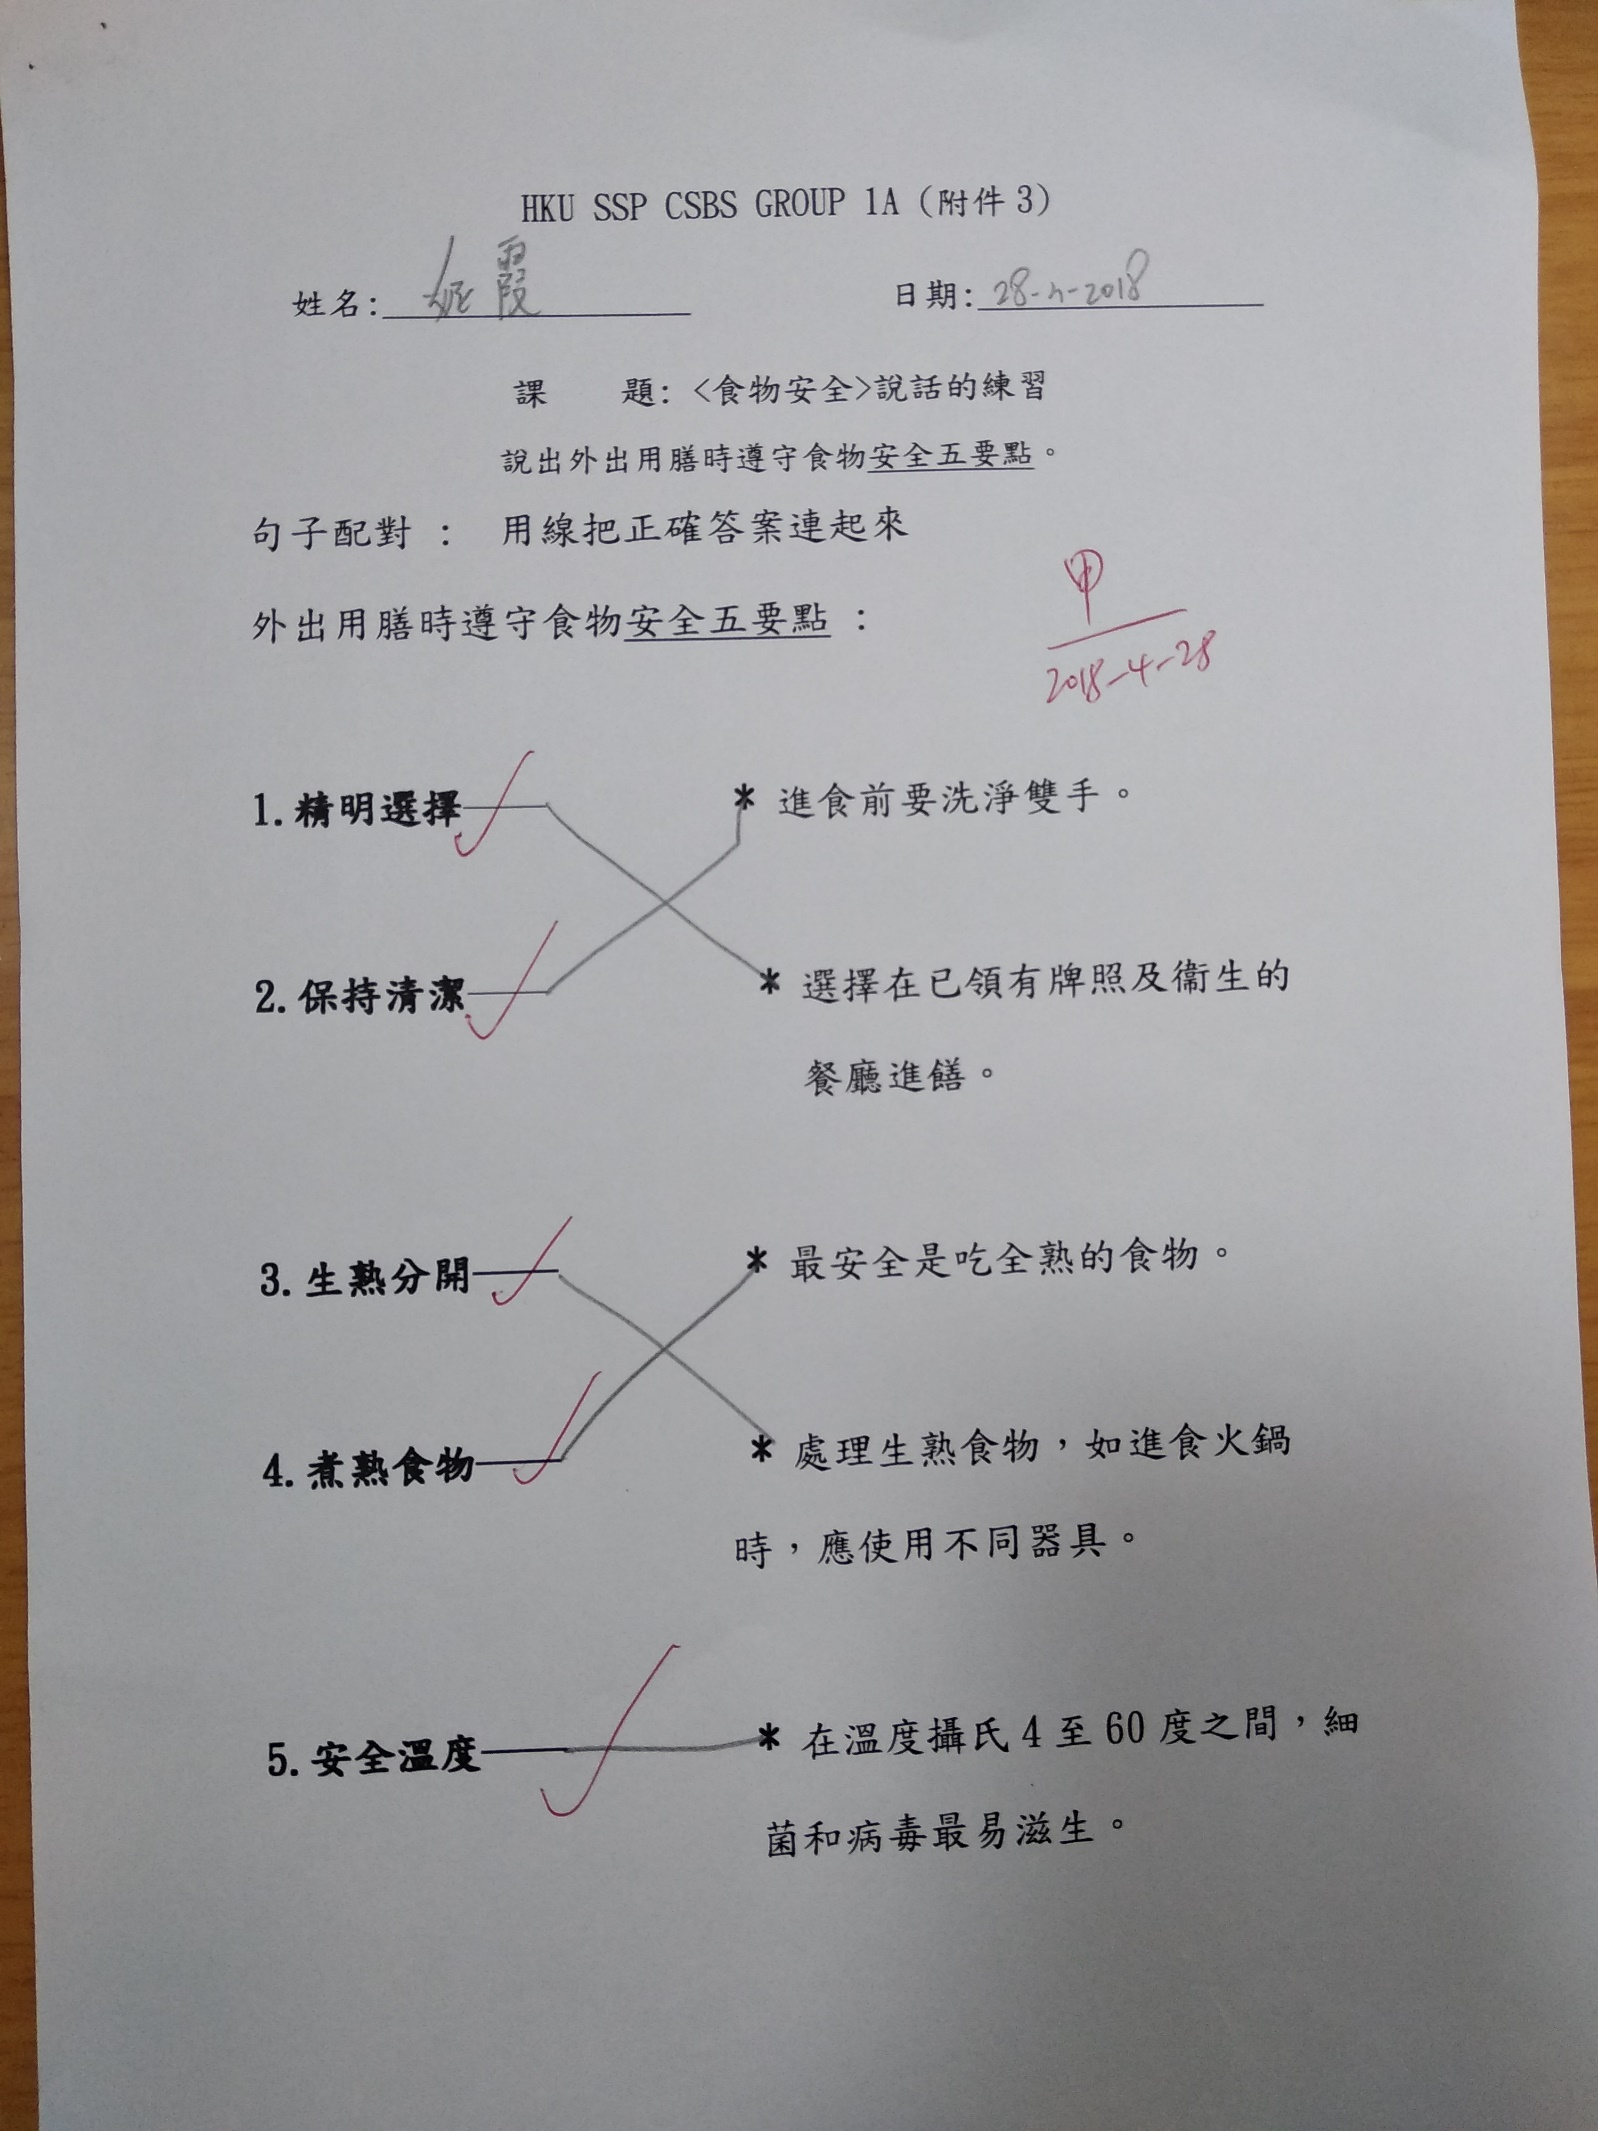 HKU SSP CSBS GROUP 1A（附件3）
姓名: 霞
日期: 28-4-2018
課　　題: <食物安全>說話的練習
說出外出用膳時遵守食物安全五要點。
句子配對 ： 用線把正確答案連起來
甲
外出用膳時遵守食物安全五要點 ：
2018-4-28
1.精明選擇
* 進食前要洗淨雙手。
2.保持清潔
* 選擇在已領有牌照及衞生的
餐廳進饍。
3.生熟分開
* 最安全是吃全熟的食物。
4.煮熟食物
* 處理生熟食物，如進食火鍋
時，應使用不同器具。
5.安全溫度
* 在溫度攝氏4至60度之間，細
菌和病毒最易滋生。